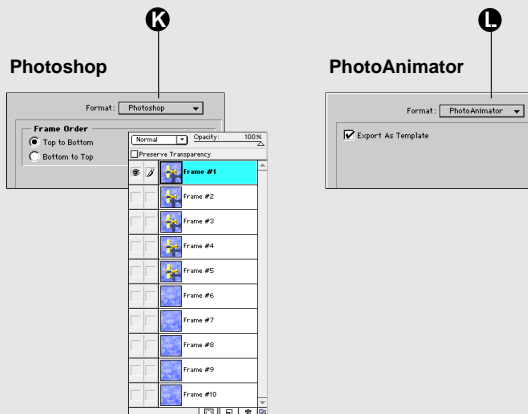 K
L
Photoshop
PhotoAnimator
Format: Photoshop
Frame Order
Top to Bottom
Bottom to Top
Normal Opacity: 100%
Preserve Transparency
Frame #1
Frame #2
Frame #3
Frame #4
Frame #5
Frame #6
Frame #7
Frame #8
Frame #9
Frame #10
Format: PhotoAnimator
Export As Template